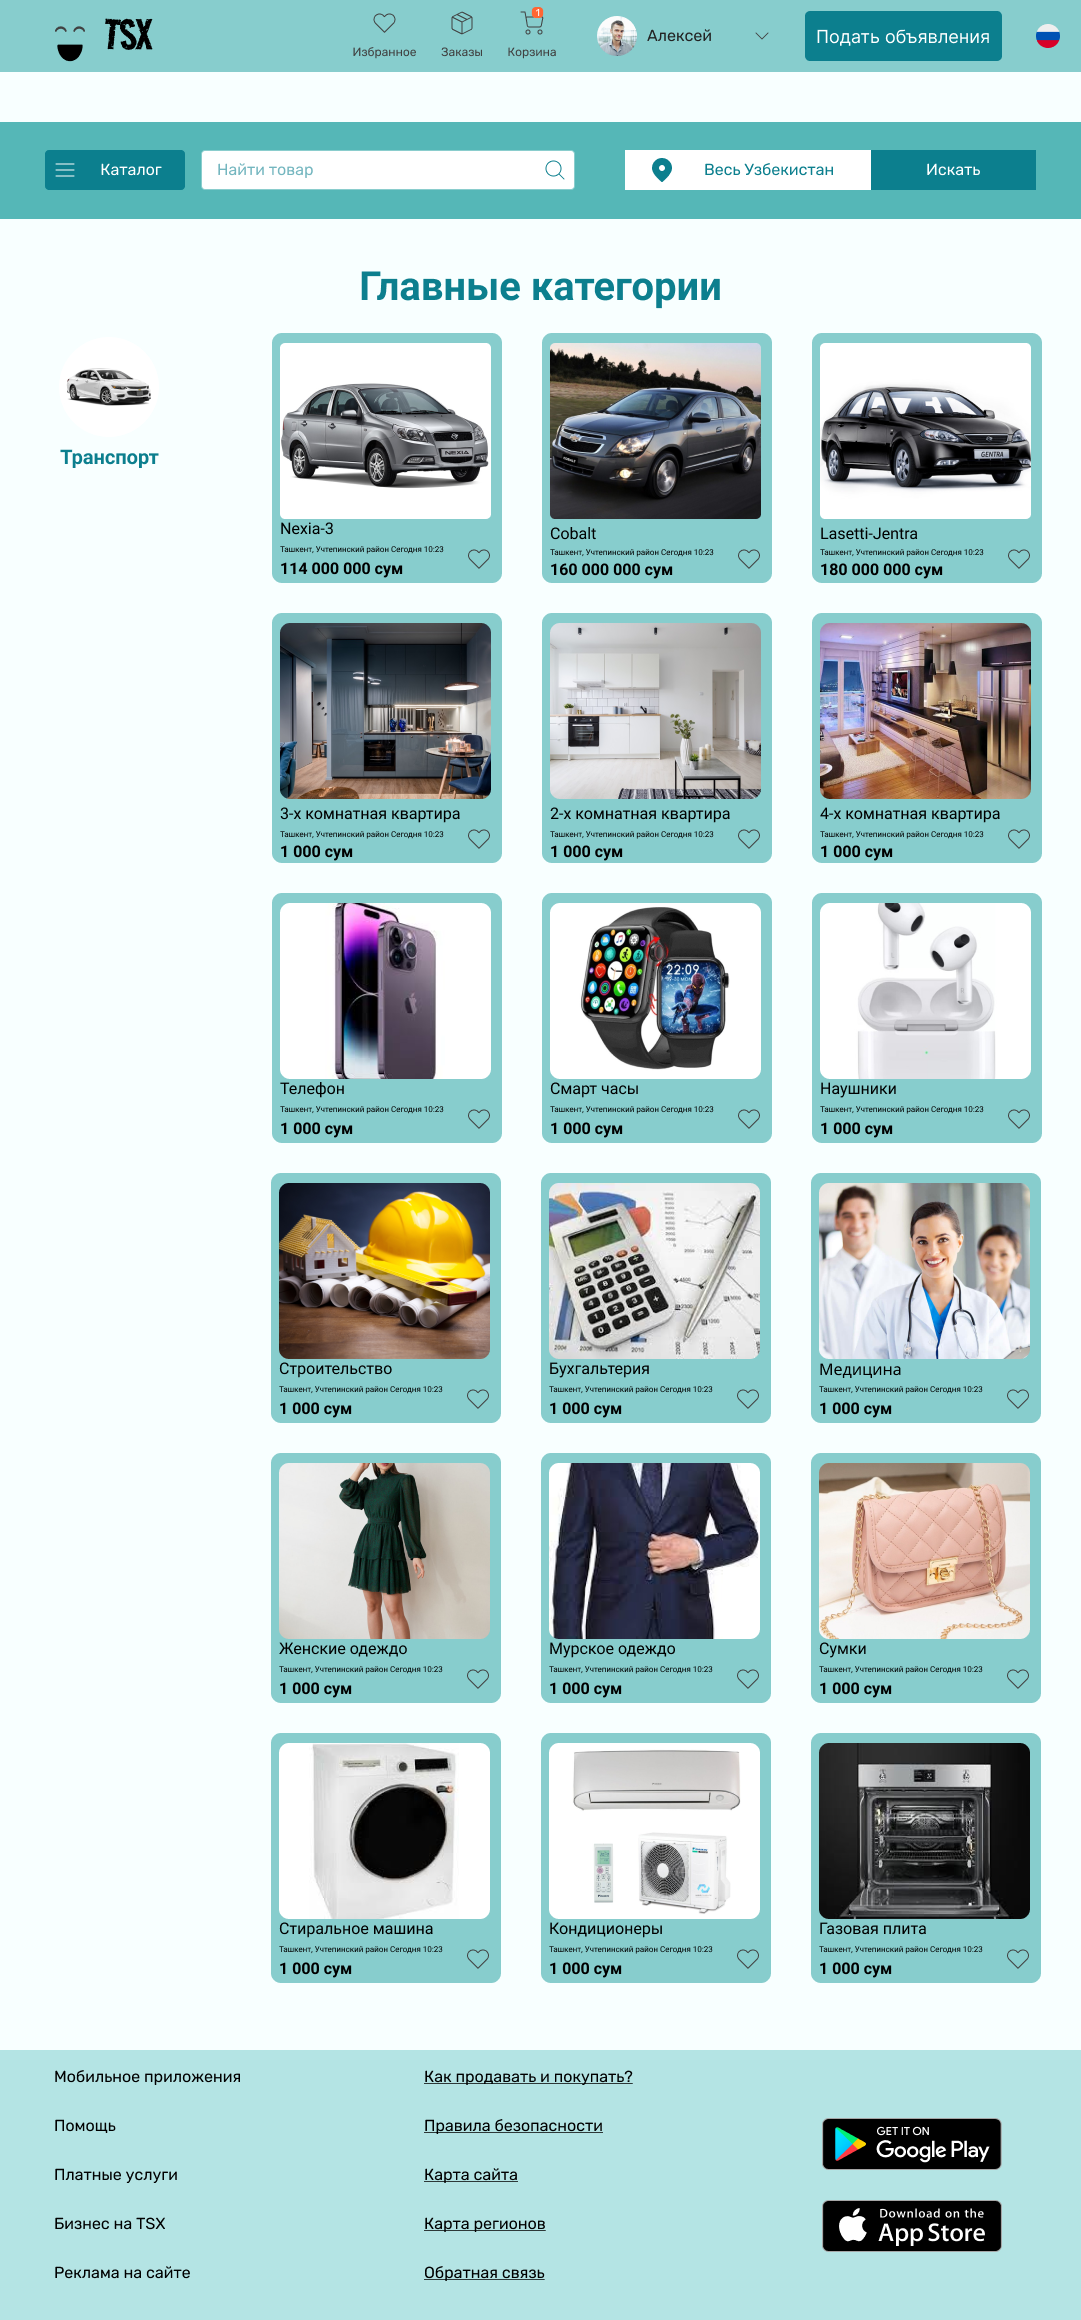 TSX
Избранное
Заказы
1
Корзина
Алексей
Подать объявления
Каталог
Найти товар
Весь Узбекистан
Искать
Главные категории
Транспорт
NEXIA
GENTRA
Nexia-3
Ташкент, Учтепинский район Сегодня 10:23
114 000 000 сум
Cobalt
Ташкент, Учтепинский район Сегодня 10:23
160 000 000 сум
Lasetti-Jentra
Ташкент, Учтепинский район Сегодня 10:23
180 000 000 сум
3-х комнатная квартира
Ташкент, Учтепинский район Сегодня 10:23
1 000 сум
2-х комнатная квартира
Ташкент, Учтепинский район Сегодня 10:23
1 000 сум
4-х комнатная квартира
Ташкент, Учтепинский район Сегодня 10:23
1 000 сум
22:09
Телефон
Ташкент, Учтепинский район Сегодня 10:23
1 000 сум
Смарт часы
Ташкент, Учтепинский район Сегодня 10:23
1 000 сум
Наушники
Ташкент, Учтепинский район Сегодня 10:23
1 000 сум
Строительство
Ташкент, Учтепинский район Сегодня 10:23
1 000 сум
Бухгальтерия
Ташкент, Учтепинский район Сегодня 10:23
1 000 сум
Медицина
Ташкент, Учтепинский район Сегодня 10:23
1 000 сум
Женские одеждо
Ташкент, Учтепинский район Сегодня 10:23
1 000 сум
Мурское одеждо
Ташкент, Учтепинский район Сегодня 10:23
1 000 сум
Сумки
Ташкент, Учтепинский район Сегодня 10:23
1 000 сум
Стиральное машина
Ташкент, Учтепинский район Сегодня 10:23
1 000 сум
Кондиционеры
Ташкент, Учтепинский район Сегодня 10:23
1 000 сум
Газовая плита
Ташкент, Учтепинский район Сегодня 10:23
1 000 сум
Мобильное приложения
Помощь
Платные услуги
Бизнес на TSX
Реклама на сайте
Как продавать и покупать?
Правила безопасности
Карта сайта
Карта регионов
Обратная связь
GET IT ON
Google Play
Download on the
App Store